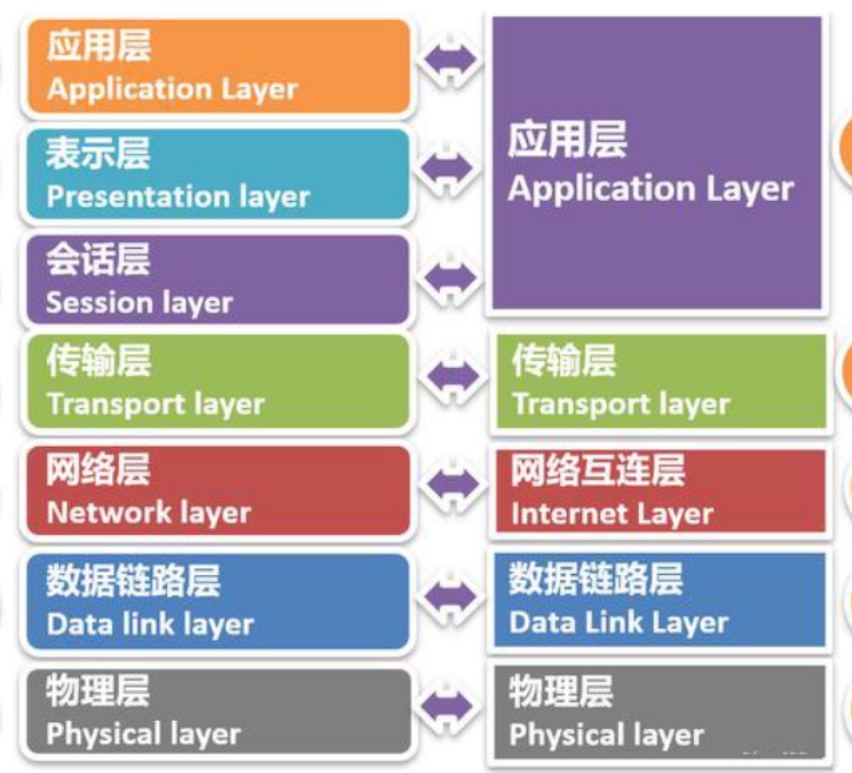 应用层
Application Layer
表示层
Presentation layer
会话层
Session layer
传输层
Transport layer
网络层
Network layer
数据链路层
Data link layer
物理层
Physical layer
应用层
Application Layer
传输层
Transport layer
网络互连层
Internet Layer
数据链路层
Data Link Layer
物理层
Physical layer